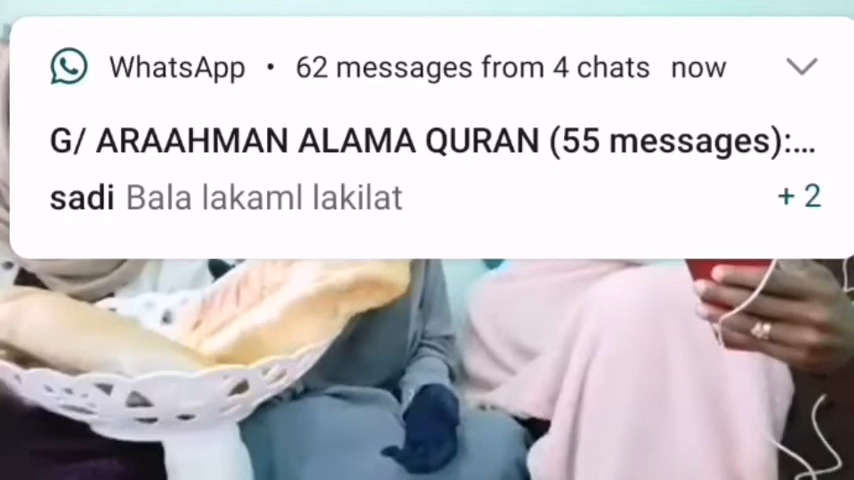 WhatsApp • 62 messages from 4 chats now
G/ ARAAHMAN ALAMA QURAN (55 messages):...
sadi Bala lakaml lakilat
+ 2